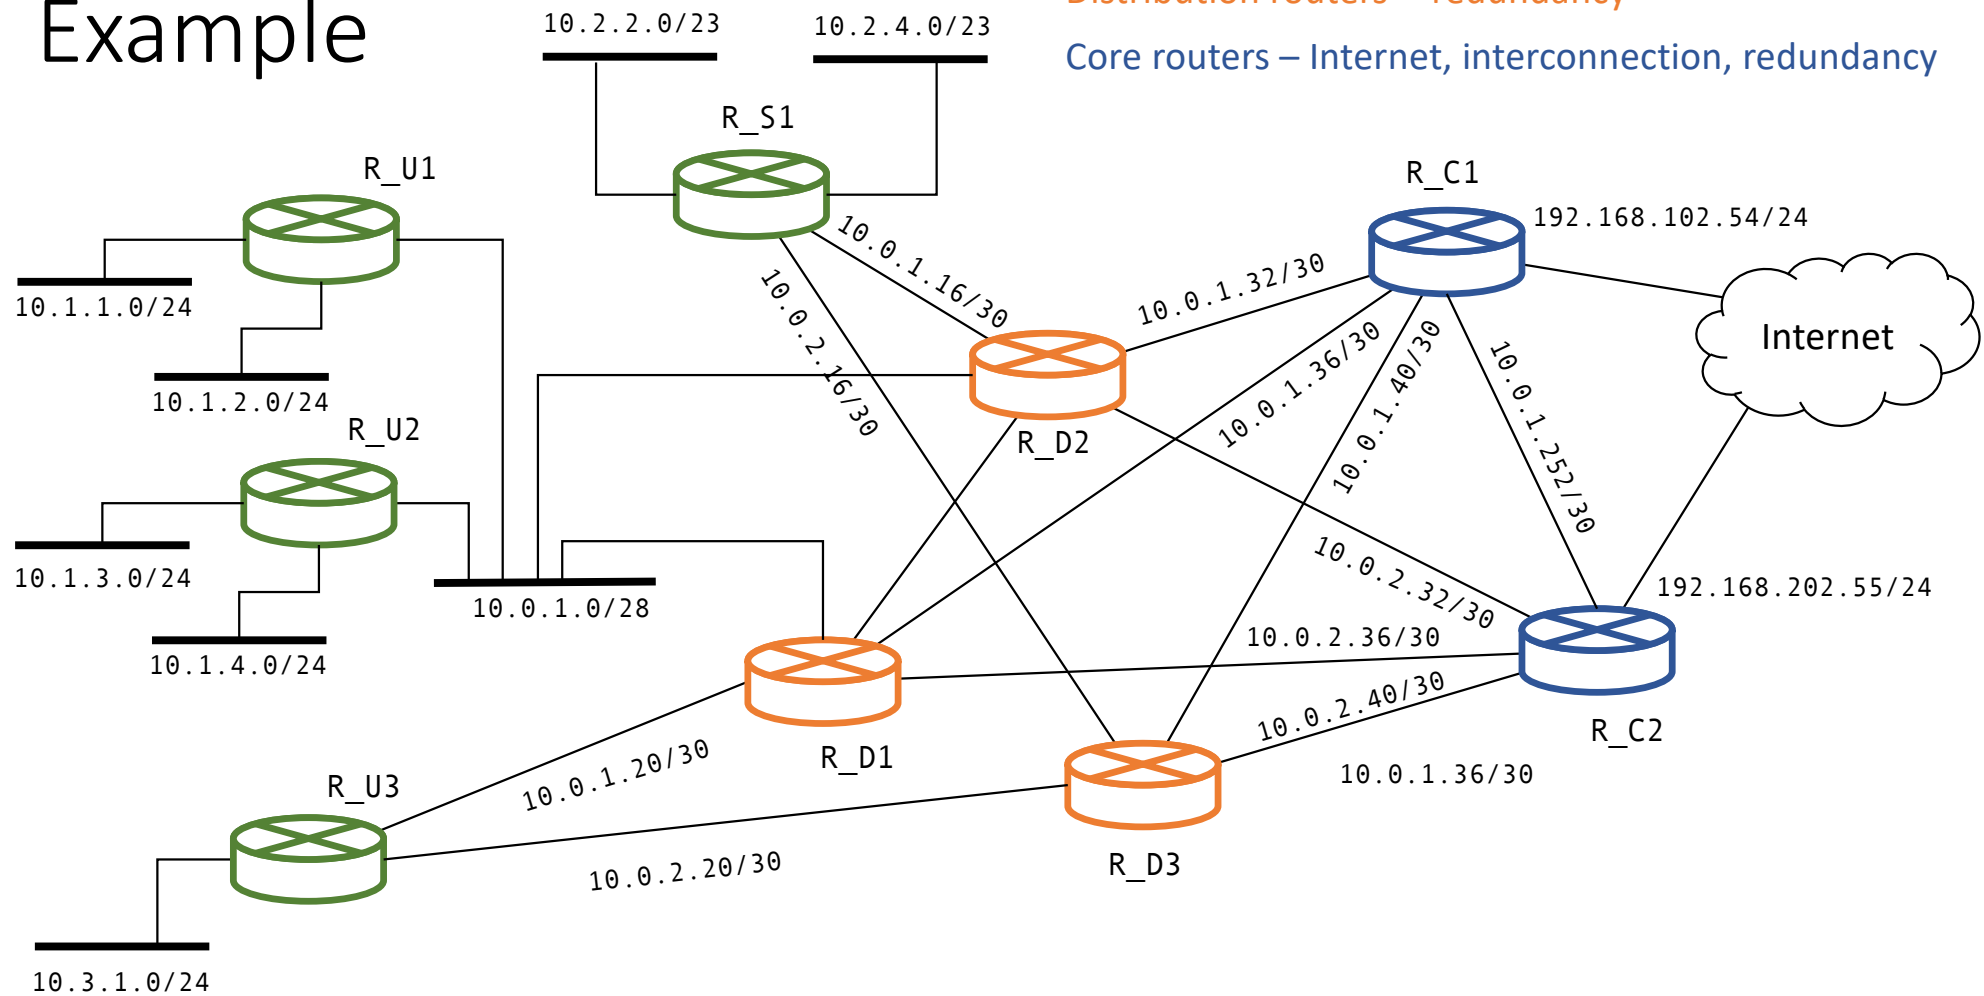 Example
Distribution routers – redundancy
Core routers – Internet, interconnection, redundancy
10.2.2.0/23
10.2.4.0/23
R_S1
R_U1
R_C1
192.168.102.54/24
10.0.1.16/30
10.0.2.16/30
10.0.1.32/30
10.1.1.0/24
Internet
10.0.1.36/30
10.0.1.40/30
10.0.1.252/30
10.1.2.0/24
R_U2
R_D2
10.0.2.32/30
10.1.3.0/24
10.0.1.0/28
192.168.202.55/24
10.0.2.36/30
10.1.4.0/24
10.0.2.40/30
R_C2
R_D1
10.0.1.20/30
10.0.1.36/30
R_U3
10.0.2.20/30
R_D3
10.3.1.0/24